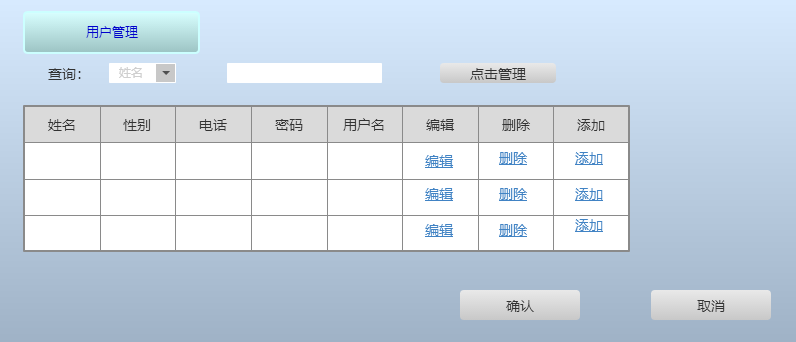 用户管理
查询： 姓名 点击管理
姓名 性别 电话 密码 用户名 编辑 删除 添加
编辑 删除 添加
编辑 删除 添加
编辑 删除 添加
确认 取消